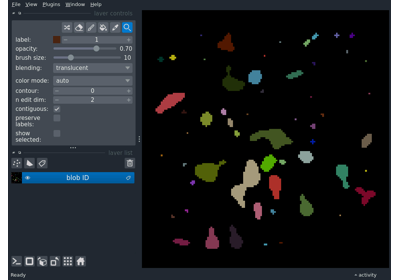 File View Plugins Window Help
layer controls
label: 1
opacity: 0.70
brush size: 10
blending: translucent
color mode: auto
contour: 0
n edit dim: 2
contiguous:
preserve
labels:
show
selected:
layer list
blob ID
Ready
activity